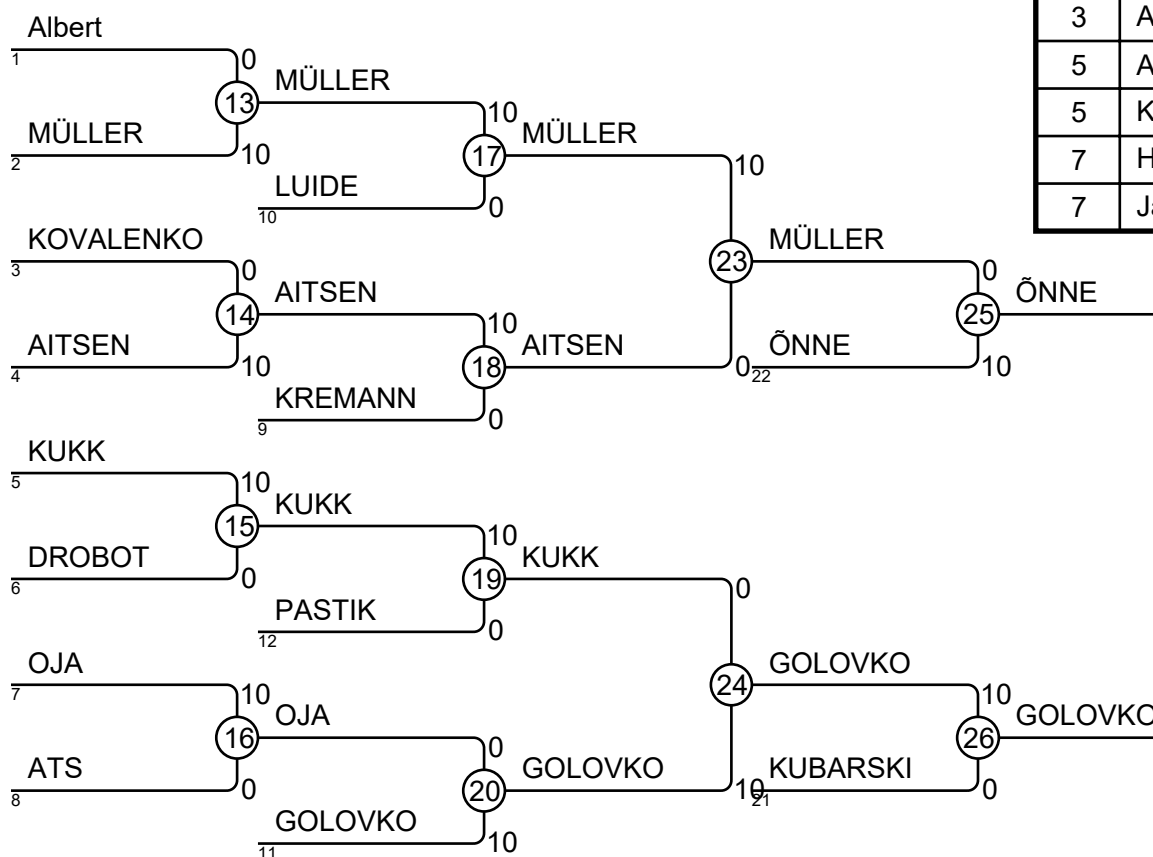 Albert
1
0
13
MÜLLER
MÜLLER
2
10
10
17
MÜLLER
LUIDE
10
0
10
KOVALENKO
3
0
14
AITSEN
AITSEN
4
10
10
18
AITSEN
KREMANN
9
0
0
23
MÜLLER
0
25
ÕNNE
ÕNNE
22
10
KUKK
5
10
15
KUKK
DROBOT
6
0
10
19
KUKK
PASTIK
12
0
0
OJA
7
10
16
OJA
ATS
8
0
0
20
GOLOVKO
GOLOVKO
11
10
10
24
GOLOVKO
10
26
GOLOVKO
KUBARSKI
21
0
3 A
5 A
5 K
7 H
7 Ja